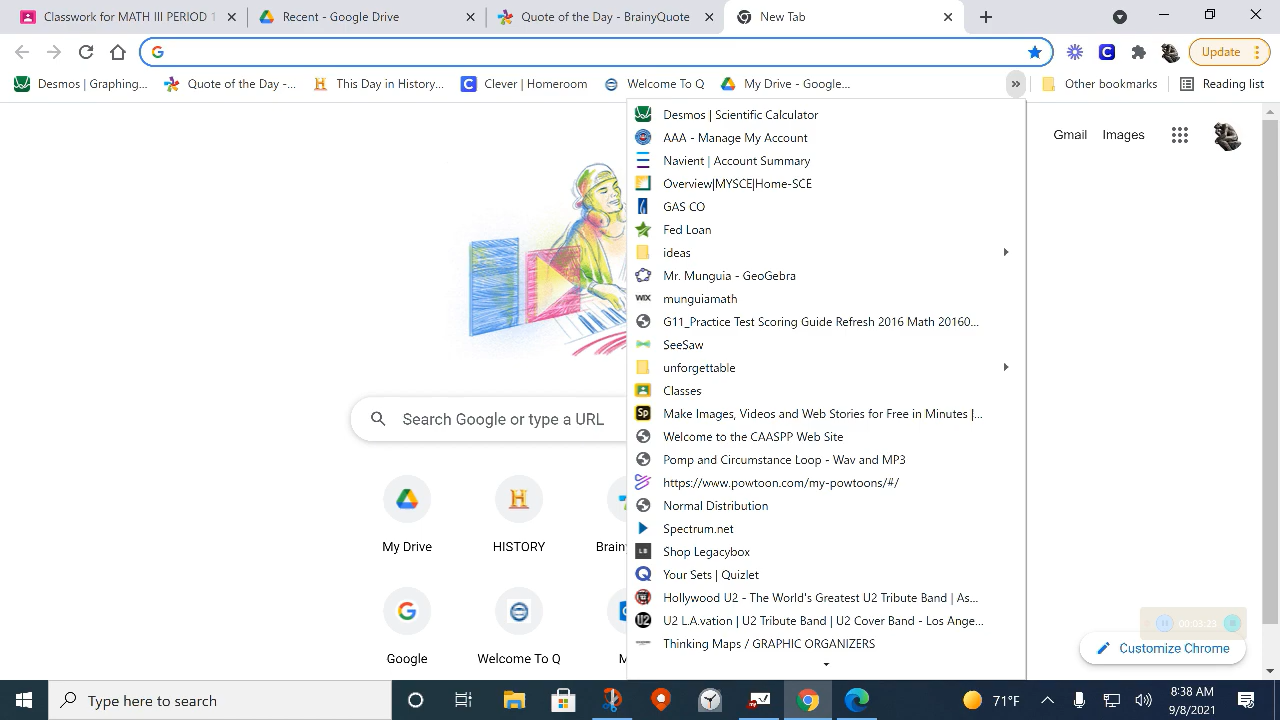 Classwork for MATH III PERIOD 1
Recent - Google Drive
Quote of the Day - BrainyQuote
New Tab
Update
Desmos | Graphing...
Quote of the Day -...
This Day in History...
Clever | Homeroom
Welcome To Q
My Drive - Google...
»
Other bookmarks
Reading list
Gmail
Images
Desmos | Scientific Calculator
AAA - Manage My Account
Navient | Account Summary
Overview|MYSCE|Home-SCE
GAS CO
Fed Loan
ideas
Mr. Munguia - GeoGebra
WIX munguiamath
G11_Practice Test Scoring Guide Refresh 2016 Math 20160...
SeeSaw
unforgettable
Classes
Sp Make Images, Videos and Web Stories for Free in Minutes |...
Welcome to the CAASPP Web Site
Pomp and Circumstance Loop - Wav and MP3
https://www.powtoon.com/my-powtoons/#/
Normal Distribution
Spectrum.net
Shop Legacybox
Your Sets | Quizlet
Hollywood U2 - The World's Greatest U2 Tribute Band | As...
U2 U2 L.A.vation | U2 Tribute Band | U2 Cover Band - Los Ange...
Thinking Maps / GRAPHIC ORGANIZERS
Search Google or type a URL
My Drive
HISTORY
Brain
Google
Welcome To Q
M
00:03:23
Customize Chrome
Type here to search
71°F
8:38 AM
9/8/2021